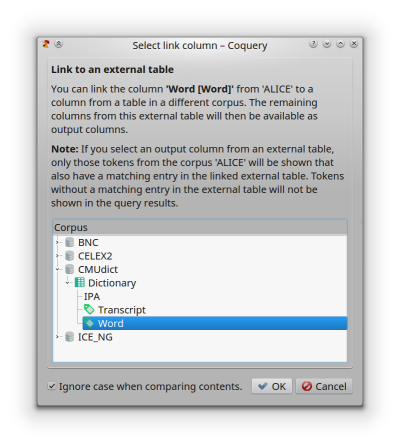 Select link column – Coquery
Link to an external table
You can link the column 'Word [Word]' from 'ALICE' to a
column from a table in a different corpus. The remaining
columns from this external table will then be available as
output columns.
Note: If you select an output column from an external table,
only those tokens from the corpus 'ALICE' will be shown that
also have a matching entry in the linked external table. Tokens
without a matching entry in the external table will not be
shown in the query results.
Corpus
BNC
CELEX2
CMUdict
Dictionary
IPA
Transcript
Word
ICE_NG
Ignore case when comparing contents. OK Cancel